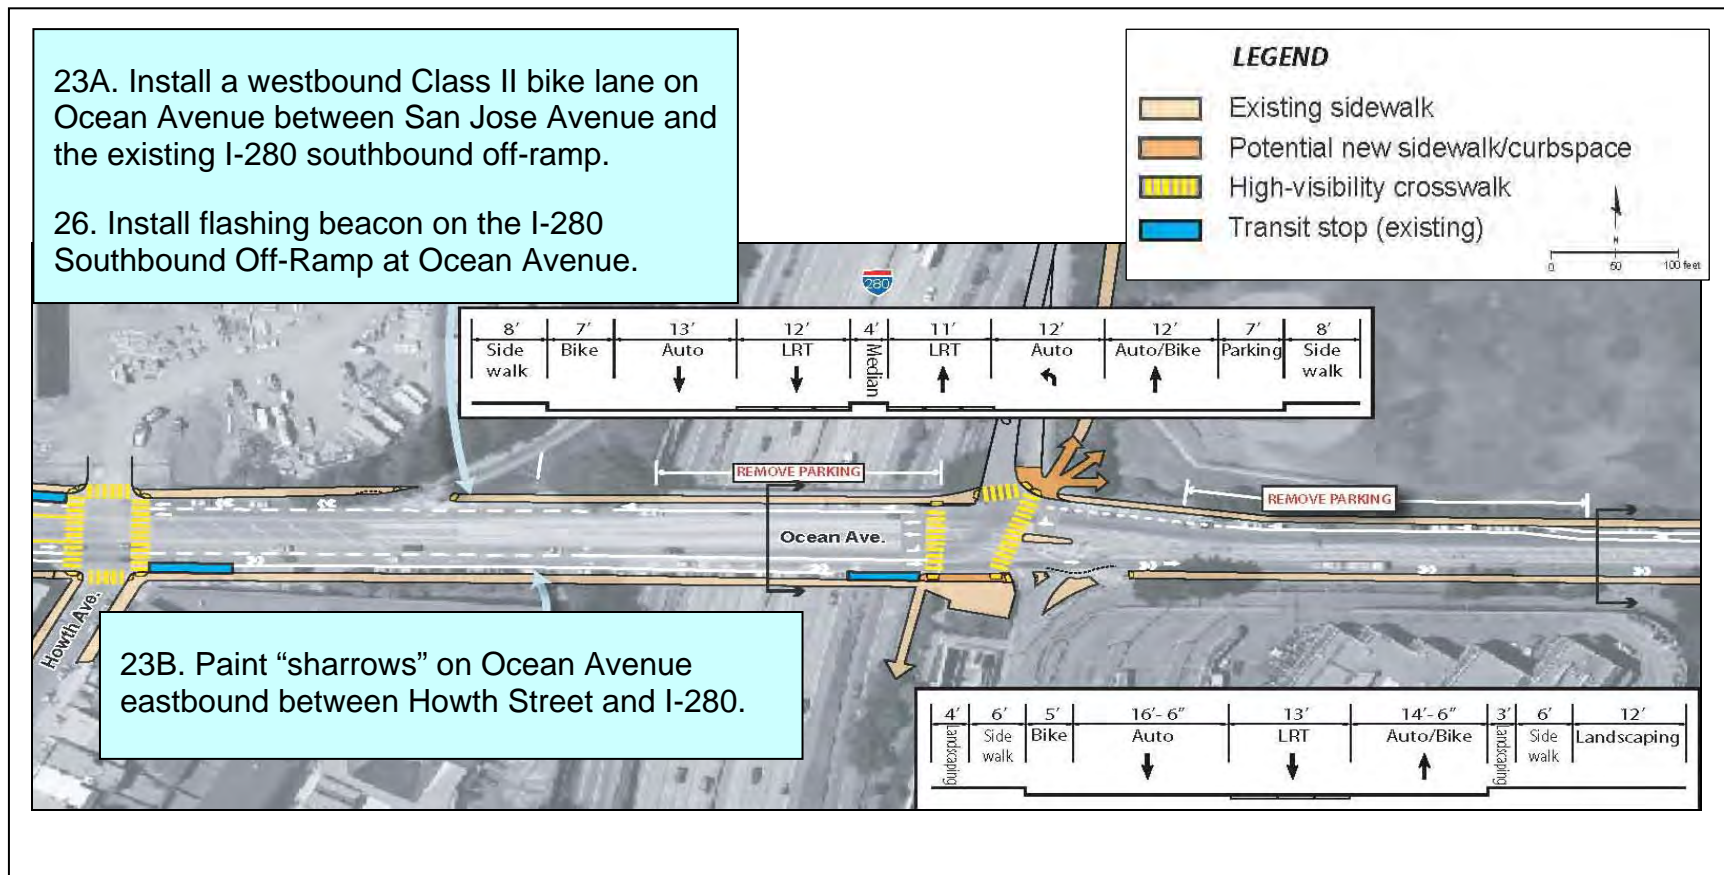 23A. Install a westbound Class II bike lane on
Ocean Avenue between San Jose Avenue and
the existing I-280 southbound off-ramp.
26. Install flashing beacon on the I-280
Southbound Off-Ramp at Ocean Avenue.
LEGEND
Existing sidewalk
Potential new sidewalk/curbspace
High-visibility crosswalk
Transit stop (existing)
N
0 50 100 feet
280
8’ 7’ 13’ 12’ 4’ 11’ 12’ 12’ 7’ 8’
Side walk Bike Auto LRT Median LRT Auto Auto/Bike Parking Side walk
REMOVE PARKING
REMOVE PARKING
Ocean Ave.
Howth Ave.
23B. Paint “sharrows” on Ocean Avenue
eastbound between Howth Street and I-280.
4’ 6’ 5’ 16’- 6” 13’ 14’- 6” 3’ 6’ 12’
Landscaping Side walk Bike Auto LRT Auto/Bike Landscaping Side walk Landscaping